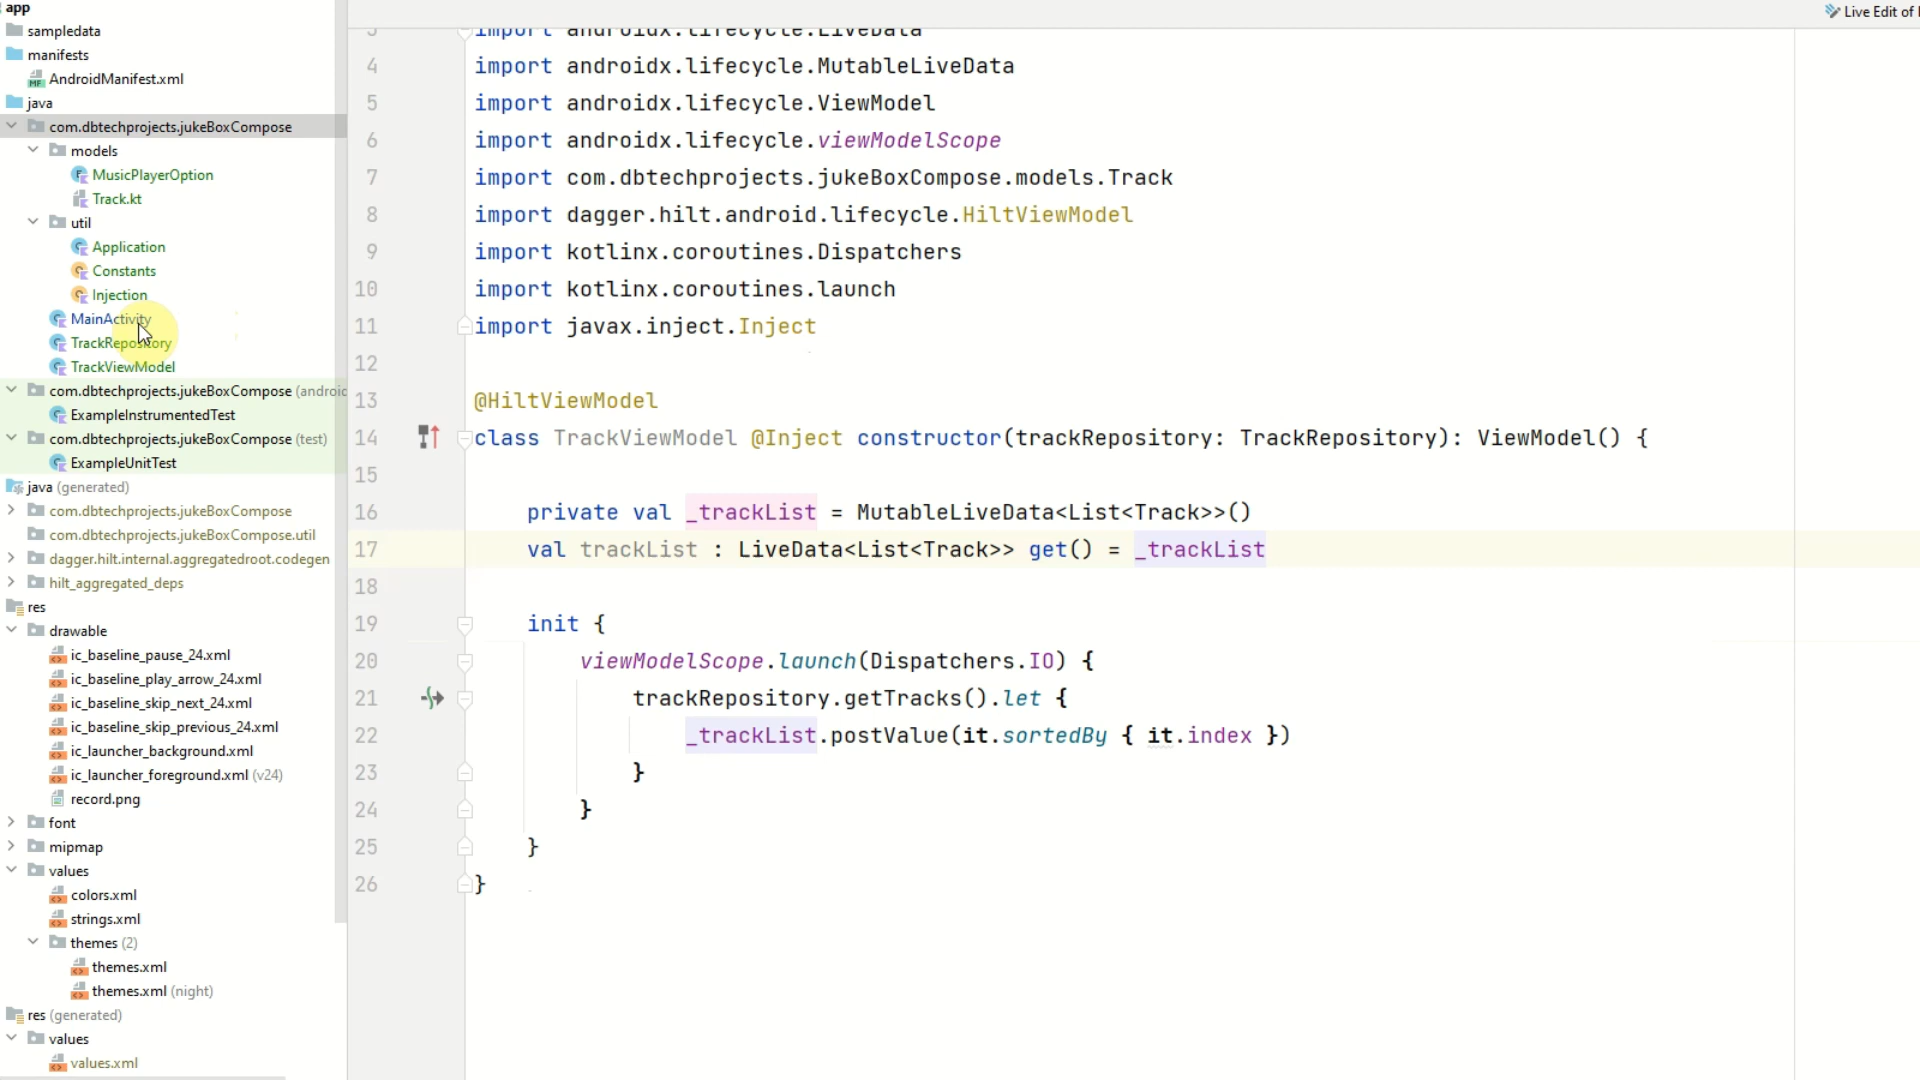 app
sampledata
manifests
AndroidManifest.xml
java
com.dbtechprojects.jukeBoxCompose
models
MusicPlayerOption
Track.kt
util
Application
Constants
Injection
MainActivity
TrackRepository
TrackViewModel
com.dbtechprojects.jukeBoxCompose (androic
ExampleInstrumentedTest
com.dbtechprojects.jukeBoxCompose (test)
ExampleUnitTest
java (generated)
com.dbtechprojects.jukeBoxCompose
com.dbtechprojects.jukeBoxCompose.util
dagger.hilt.internal.aggregatedroot.codegen
hilt_aggregated_deps
res
drawable
ic_baseline_pause_24.xml
ic_baseline_play_arrow_24.xml
ic_baseline_skip_next_24.xml
ic_baseline_skip_previous_24.xml
ic_launcher_background.xml
ic_launcher_foreground.xml (v24)
record.png
font
mipmap
values
colors.xml
strings.xml
themes (2)
themes.xml
themes.xml (night)
res (generated)
values
values.xml
Live Edit of
3 import androidx.lifecycle.LiveData
4 import androidx.lifecycle.MutableLiveData
5 import androidx.lifecycle.ViewModel
6 import androidx.lifecycle.viewModelScope
7 import com.dbtechprojects.jukeBoxCompose.models.Track
8 import dagger.hilt.android.lifecycle.HiltViewModel
9 import kotlinx.coroutines.Dispatchers
10 import kotlinx.coroutines.launch
11 import javax.inject.Inject
12
13 @HiltViewModel
14 class TrackViewModel @Inject constructor(trackRepository: TrackRepository): ViewModel() {
15
16 private val _trackList = MutableLiveData<List<Track>>()
17 val trackList : LiveData<List<Track>> get() = _trackList
18
19 init {
20 viewModelScope.launch(Dispatchers.IO) {
21 trackRepository.getTracks().let {
22 _trackList.postValue(it.sortedBy { it.index })
23 }
24 }
25 }
26 }